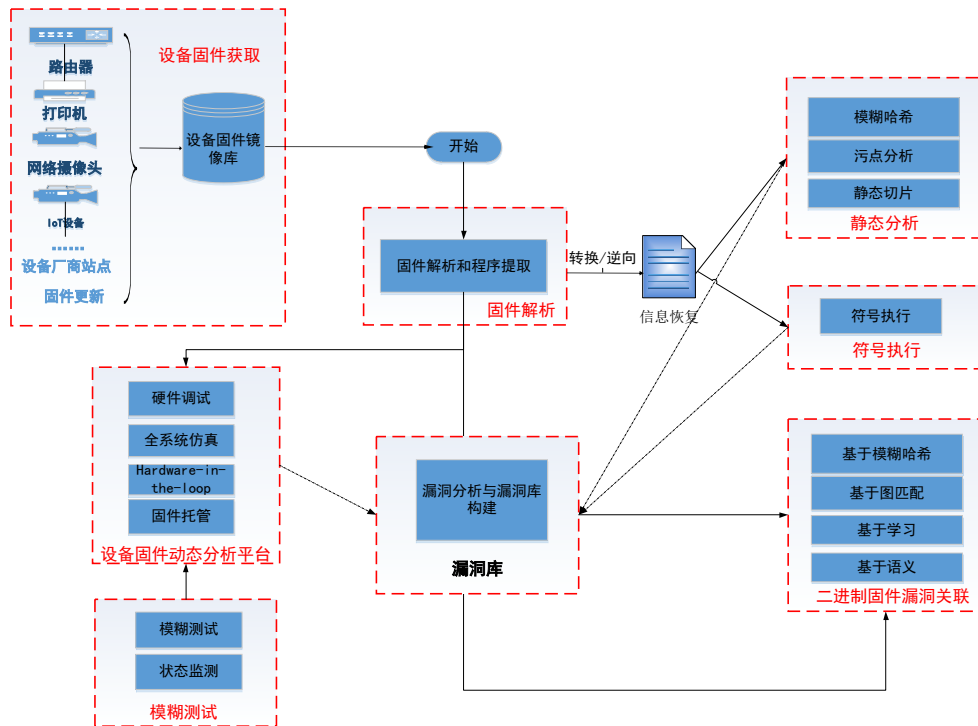 设备固件获取
路由器
打印机
网络摄像头
IoT设备
······
设备厂商站点
固件更新
设备固件镜
像库
开始
固件解析和程序提取
固件解析
转换/逆向
信息恢复
模糊哈希
污点分析
静态切片
静态分析
符号执行
符号执行
硬件调试
全系统仿真
Hardware-in-
the-loop
固件托管
设备固件动态分析平台
模糊测试
状态监测
模糊测试
漏洞分析与漏洞库
构建
漏洞库
基于模糊哈希
基于图匹配
基于学习
基于语义
二进制固件漏洞关联